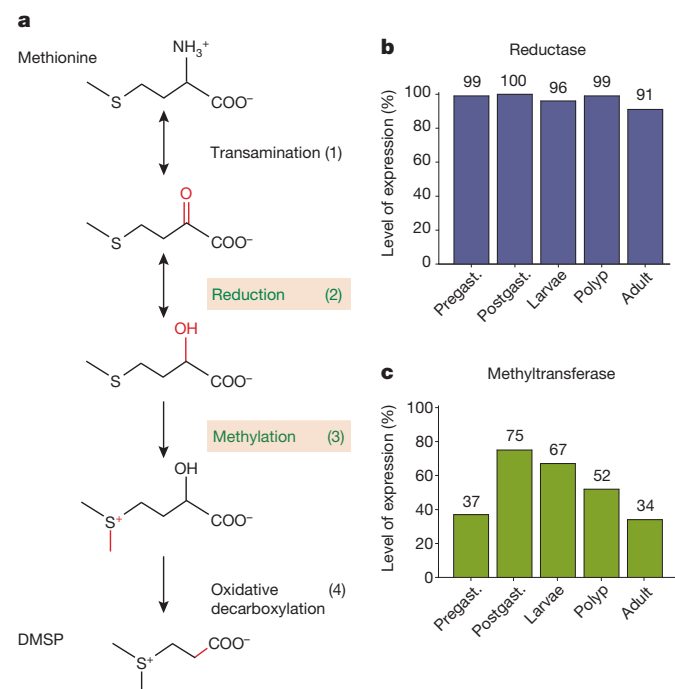 a
Methionine
NH₃⁺
S
COO⁻
Transamination (1)
O
S
COO⁻
Reduction (2)
OH
S
COO⁻
Methylation (3)
OH
S⁺
COO⁻
Oxidative (4)
decarboxylation
DMSP
COO⁻
S⁺
b
Reductase
Level of expression (%)
100
80
60
40
20
0
99
100
96
99
91
Pregast.
Postgast.
Larvae
Polyp
Adult
c
Methyltransferase
Level of expression (%)
100
80
60
40
20
0
37
75
67
52
34
Pregast.
Postgast.
Larvae
Polyp
Adult